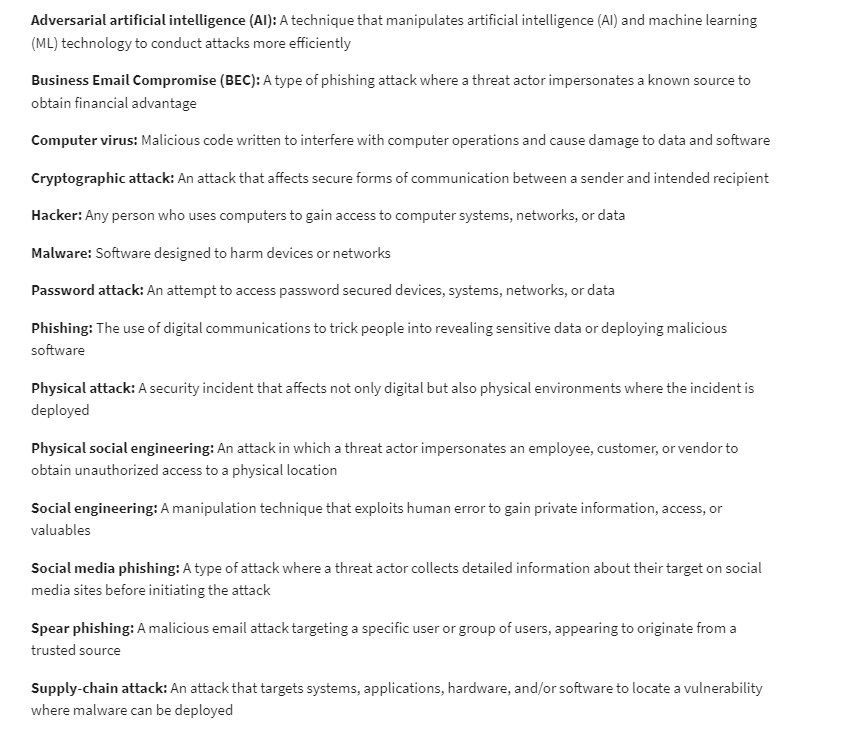 Adversarial artificial intelligence (AI): A technique that manipulates artificial intelligence (AI) and machine learning
(ML) technology to conduct attacks more efficiently
Business Email Compromise (BEC): A type of phishing attack where a threat actor impersonates a known source to
obtain financial advantage
Computer virus: Malicious code written to interfere with computer operations and cause damage to data and software
Cryptographic attack: An attack that affects secure forms of communication between a sender and intended recipient
Hacker: Any person who uses computers to gain access to computer systems, networks, or data
Malware: Software designed to harm devices or networks
Password attack: An attempt to access password secured devices, systems, networks, or data
Phishing: The use of digital communications to trick people into revealing sensitive data or deploying malicious
software
Physical attack: A security incident that affects not only digital but also physical environments where the incident is
deployed
Physical social engineering: An attack in which a threat actor impersonates an employee, customer, or vendor to
obtain unauthorized access to a physical location
Social engineering: A manipulation technique that exploits human error to gain private information, access, or
valuables
Social media phishing: A type of attack where a threat actor collects detailed information about their target on social
media sites before initiating the attack
Spear phishing: A malicious email attack targeting a specific user or group of users, appearing to originate from a
trusted source
Supply-chain attack: An attack that targets systems, applications, hardware, and/or software to locate a vulnerability
where malware can be deployed